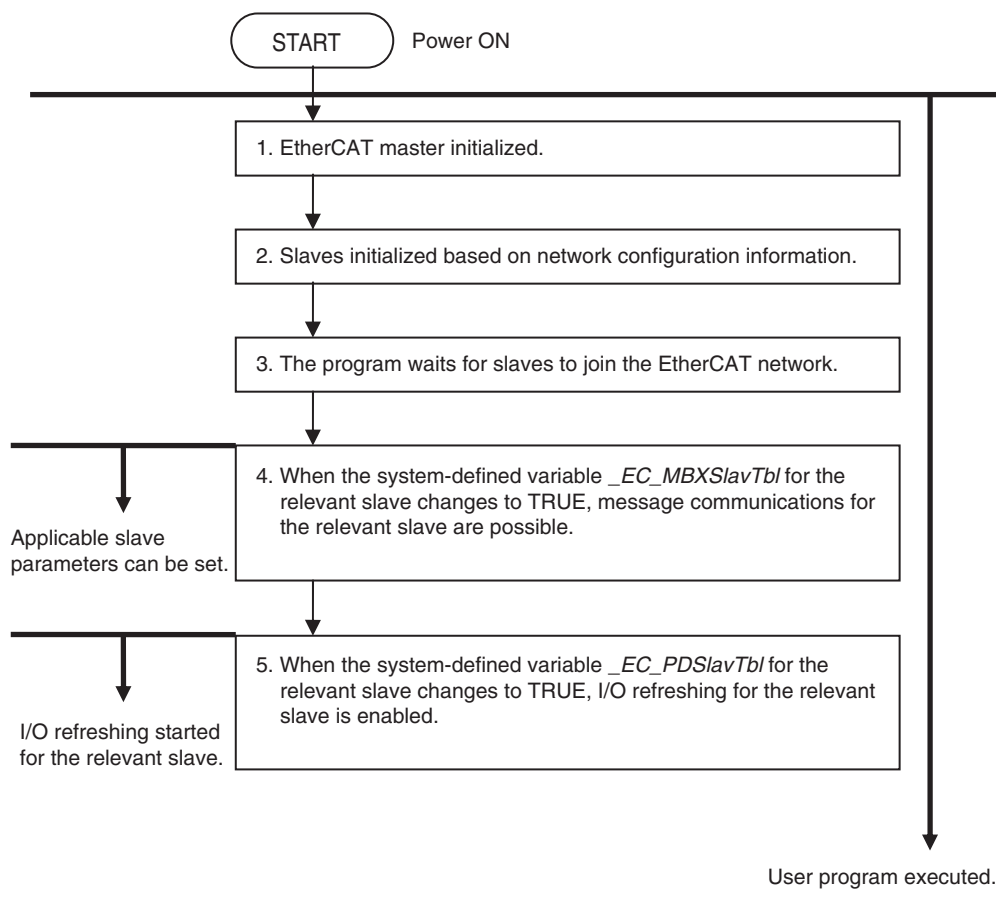 START
Power ON
1. EtherCAT master initialized.
2. Slaves initialized based on network configuration information.
3. The program waits for slaves to join the EtherCAT network.
4. When the system-defined variable _EC_MBXSlavTbl for the
relevant slave changes to TRUE, message communications for
the relevant slave are possible.
Applicable slave
parameters can be set.
5. When the system-defined variable _EC_PDSlavTbl for the
relevant slave changes to TRUE, I/O refreshing for the relevant
slave is enabled.
I/O refreshing started
for the relevant slave.
User program executed.